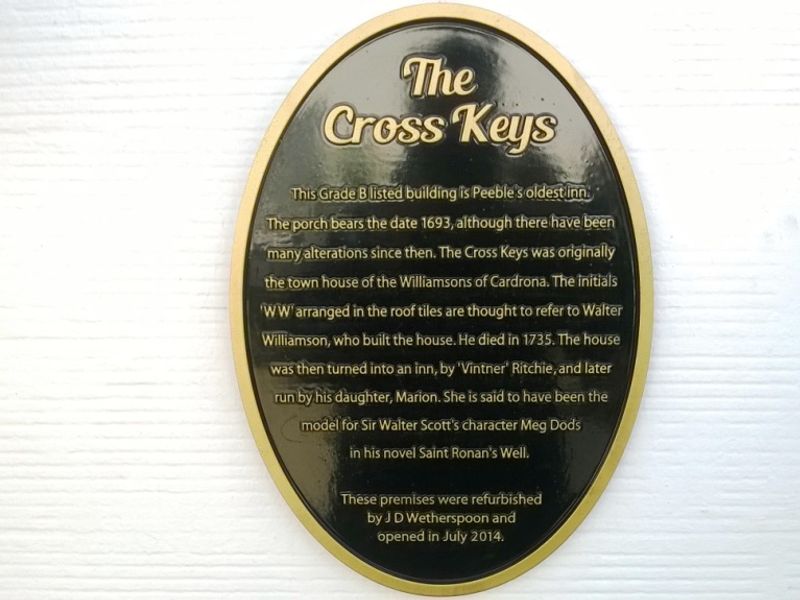 The
Cross Keys
This Grade B listed building is Peeble's oldest inn.
The porch bears the date 1693, although there have been
many alterations since then. The Cross Keys was originally
the town house of the Williamsons of Cardrona. The initials
'WW' arranged in the roof tiles are thought to refer to Walter
Williamson, who built the house. He died in 1735. The house
was then turned into an inn, by 'Vintner' Ritchie, and later
run by his daughter, Marion. She is said to have been the
model for Sir Walter Scott's character Meg Dods
in his novel Saint Ronan's Well.
These premises were refurbished
by J D Wetherspoon and
opened in July 2014.